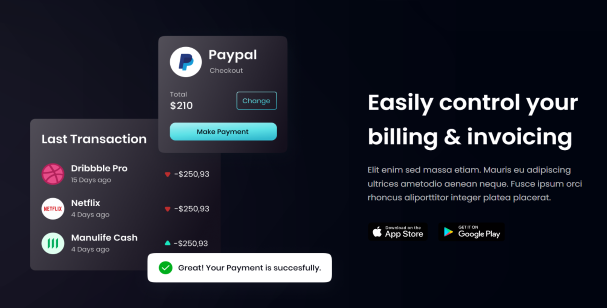 Paypal
Checkout
Total
$210
Change
Make Payment
Last Transaction
Dribbble Pro
15 Days ago
-$250,93
NETFLIX
Netflix
4 Days ago
-$250,93
Manulife Cash
4 Days ago
-$250,93
Great! Your Payment is succesfully.
Easily control your
billing & invoicing
Elit enim sed massa etiam. Mauris eu adipiscing
ultrices ametodio aenean neque. Fusce ipsum orci
rhoncus aliporttitor integer platea placerat.
Download on the
App Store
GET IT ON
Google Play